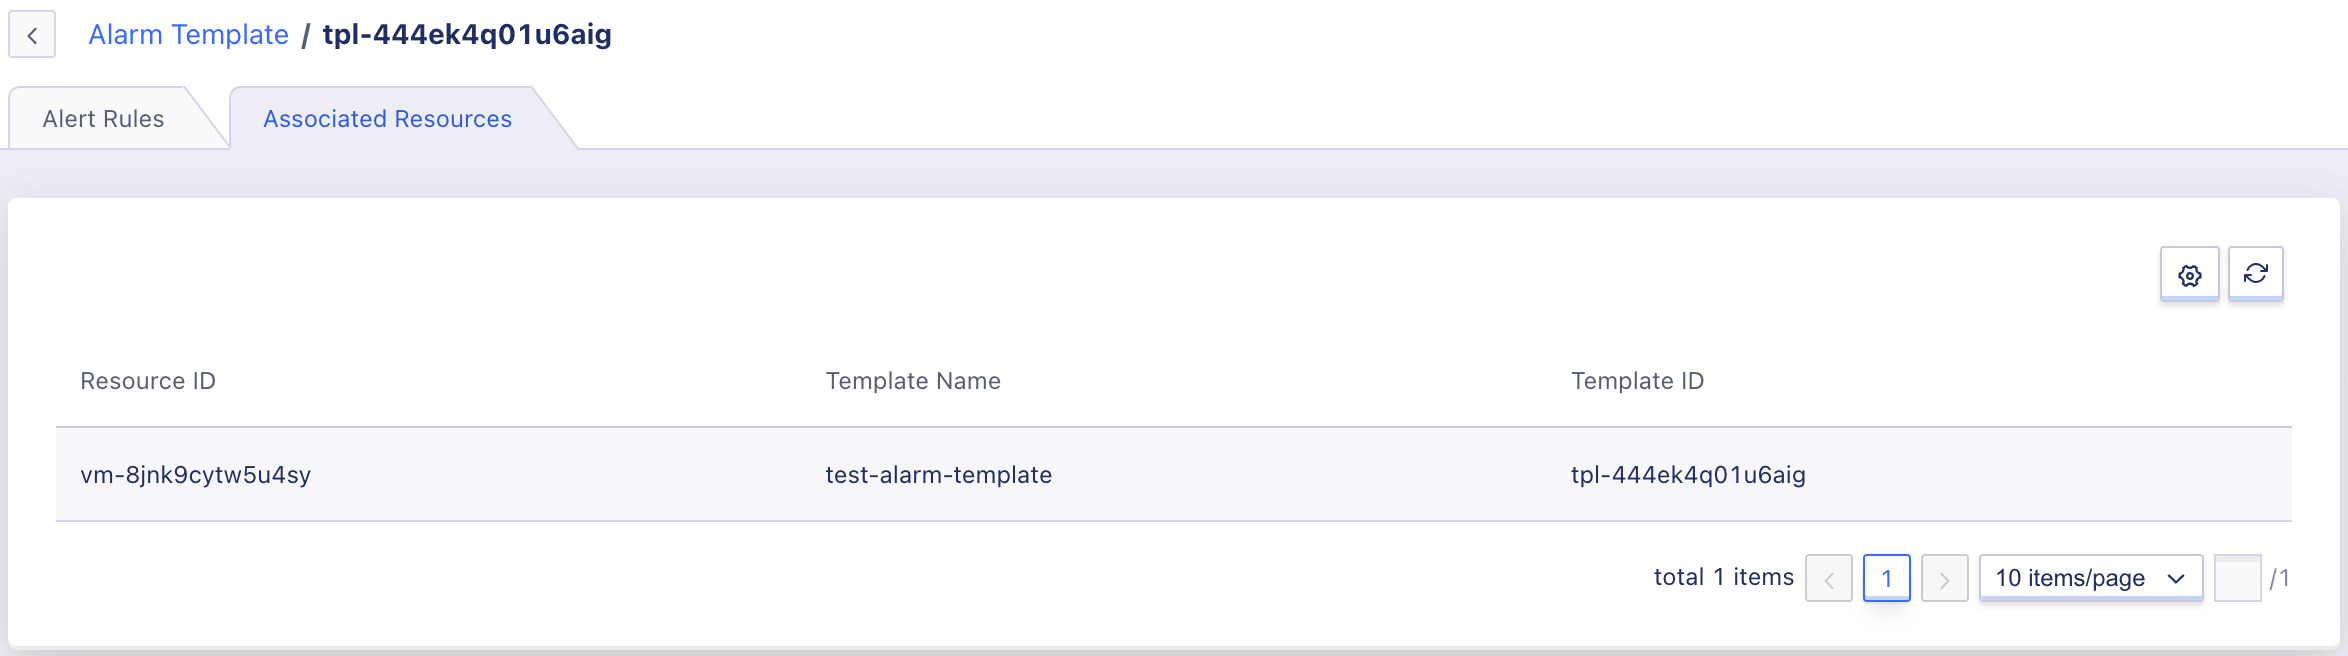 Alarm Template / tpl-444ek4q01u6aig
Alert Rules Associated Resources
Resource ID Template Name Template ID
vm-8jnk9cytw5u4sy test-alarm-template tpl-444ek4q01u6aig
total 1 items 1 10 items/page /1